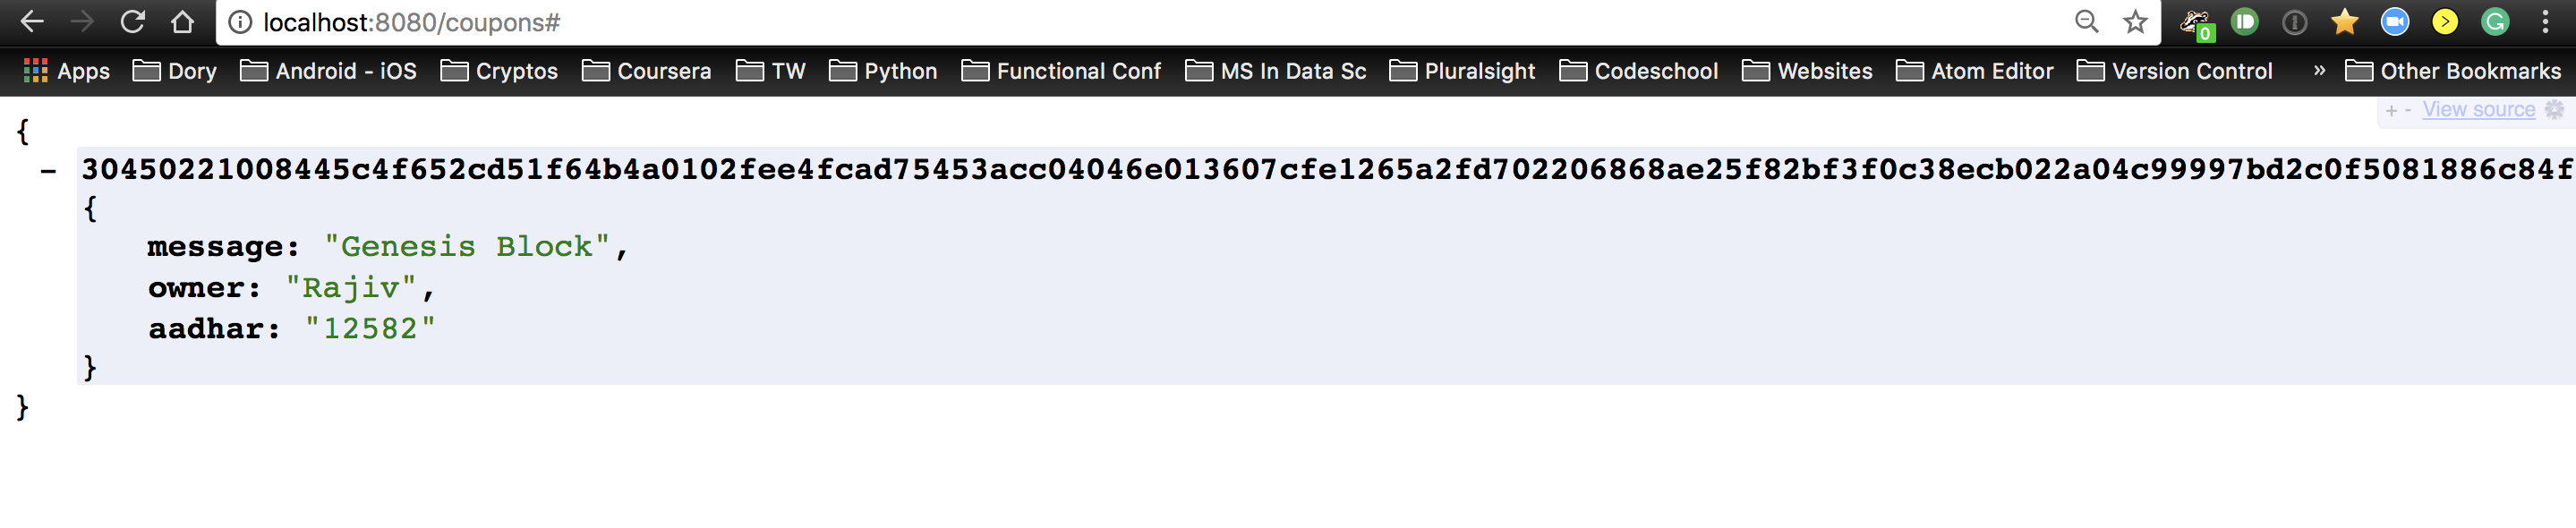 localhost:8080/coupons#
0
Apps Dory Android - iOS Cryptos Coursera TW Python Functional Conf MS In Data Sc Pluralsight Codeschool Websites Atom Editor Version Control » Other Bookmarks
+ - View source
{
- 30450221008445c4f652cd51f64b4a0102fee4fcad75453acc04046e013607cfe1265a2fd702206868ae25f82bf3f0c38ecb022a04c99997bd2c0f5081886c84f
{
message: "Genesis Block",
owner: "Rajiv",
aadhar: "12582"
}
}